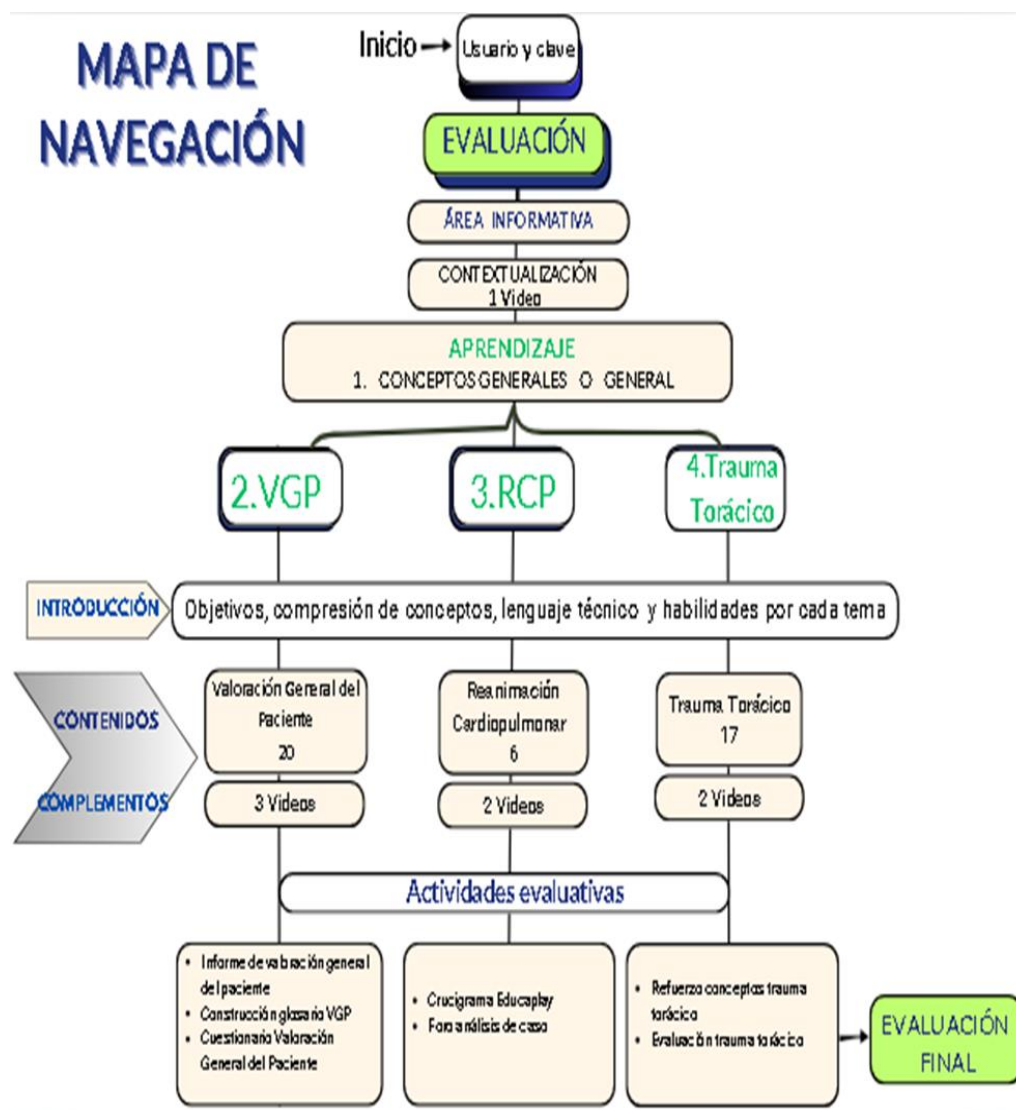 MAPA DE
NAVEGACIÓN
Inicio
Usuario y clave
EVALUACIÓN
ÁREA INFORMATIVA
CONTEXTUALIZACIÓN
1 Video
APRENDIZAJE
1. CONCEPTOS GENERALES O GENERAL
2.VGP
3.RCP
4.Trauma
Torácico
INTRODUCCIÓN
Objetivos, compresión de conceptos, lenguaje técnico y habilidades por cada tema
CONTENIDOS
COMPLEMENTOS
Valoración General del
Paciente
20
3 Videos
Reanimación
Cardiopulmonar
6
2 Videos
Trauma Torácico
17
2 Videos
Actividades evaluativas
• Informe de valoración general
del paciente
• Construcción glosario VGP
• Cuestionario Valoración
General del Paciente
• Crucigrama Educaplay
• Foro análisis de caso
• Refuerzo conceptos trauma
torácico
• Evaluación trauma torácico
EVALUACIÓN
FINAL